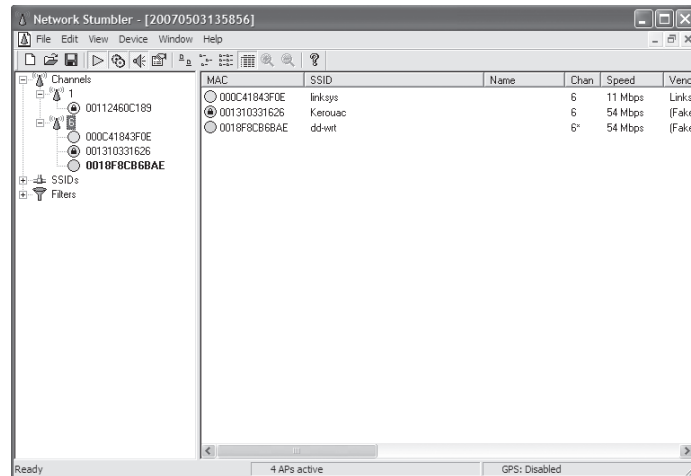 Network Stumbler - [20070503135856]
File Edit View Device Window Help
Channels
1
00112460C189
6
000C41843F0E
001310331626
0018F8CB6BAE
SSIDs
Filters
MAC SSID Name Chan Speed Vend
000C41843F0E linksys 6 11 Mbps Links
001310331626 Kerouac 6 54 Mbps (Fake
0018F8CB6BAE dd-wrt 6* 54 Mbps (Fake
Ready 4 APs active GPS: Disabled